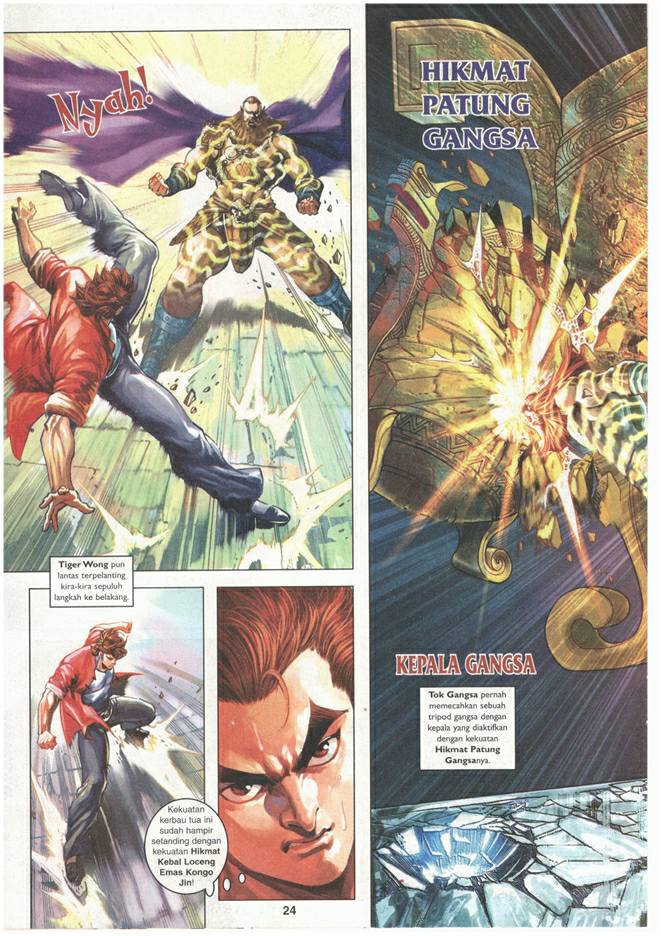 Nyah!
Tiger Wong pun
lantas terpelanting
kira-kira sepuluh
langkah ke belakang.
Kekuatan
kerbau tua ini
sudah hampir
setanding dengan
kekuatan Hikmat
Kebal Loceng
Emas Kongo
Jin!
24
HIKMAT
PATUNG
GANGSA
KEPALA GANGSA
Tok Gangsa pernah
memecahkan sebuah
tripod gangsa dengan
kepala yang diaktifkan
dengan kekuatan
Hikmat Patung
Gangsanya.